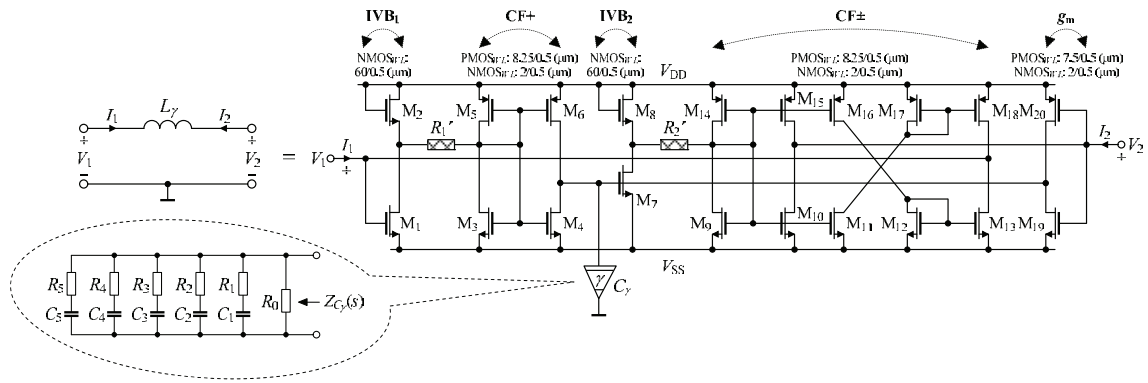 IVB₁ CF+ IVB₂ CF± gₘ
NMOSW/L: 60/0.5 (µm)
PMOSW/L: 8.25/0.5 (µm)
NMOSW/L: 2/0.5 (µm)
NMOSW/L: 60/0.5 (µm)
PMOSW/L: 8.25/0.5 (µm)
NMOSW/L: 2/0.5 (µm)
PMOSW/L: 7.5/0.5 (µm)
NMOSW/L: 2/0.5 (µm)
VDD
M₂ M₅ M₆ M₈ M₁₄ M₁₅ M₁₆ M₁₇ M₁₈ M₂₀
Lγ
I₁ I₂
R₁′ R₂′
+ +
V₁ V₂ = V₁ I₁ I₂ V₂
+ +
− −
M₇
M₁ M₃ M₄ M₉ M₁₀ M₁₁ M₁₂ M₁₃ M₁₉
VSS
γ Cγ
R₅ R₄ R₃ R₂ R₁
R₀ ZCγ(s)
C₅ C₄ C₃ C₂ C₁